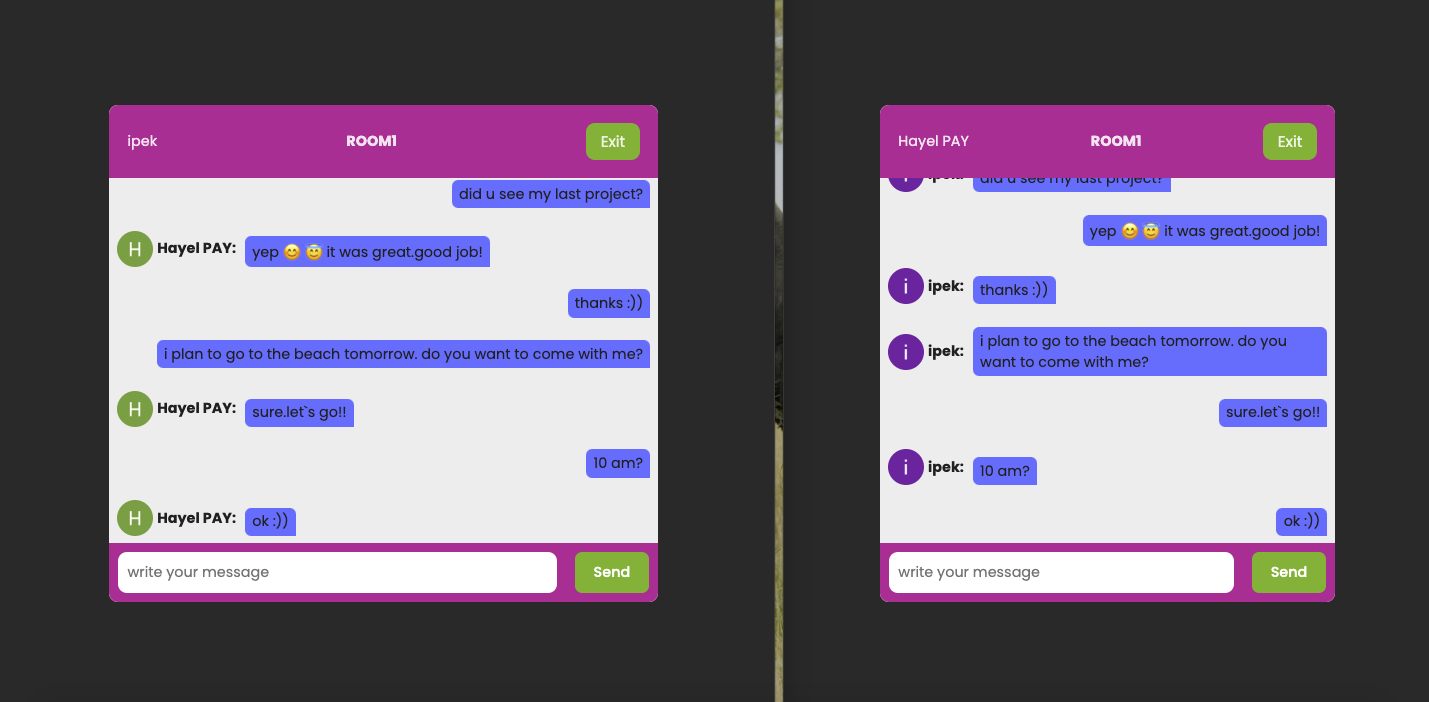 ipek ROOM1 Exit
did u see my last project?
H Hayel PAY: yep 😊 😇 it was great.good job!
thanks :))
i plan to go to the beach tomorrow. do you want to come with me?
H Hayel PAY: sure.let`s go!!
10 am?
H Hayel PAY: ok :))
write your message Send
Hayel PAY ROOM1 Exit
i ipek: did u see my last project?
yep 😊 😇 it was great.good job!
i ipek: thanks :))
i ipek: i plan to go to the beach tomorrow. do you
want to come with me?
sure.let`s go!!
i ipek: 10 am?
ok :))
write your message Send